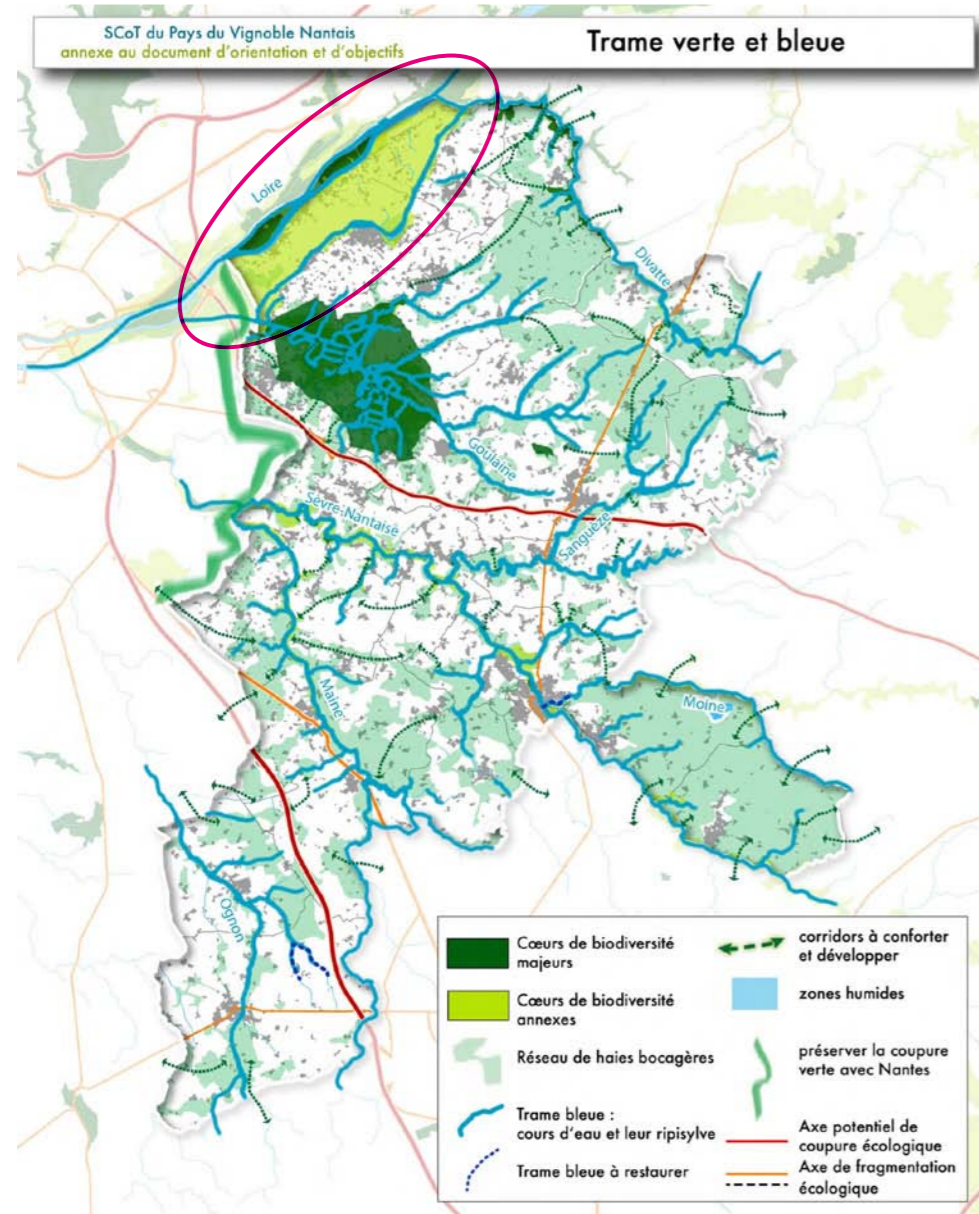 SCoT du Pays du Vignoble Nantais
annexe au document d'orientation et d'objectifs
Trame verte et bleue
Loire
Divatte
Goulaine
Sèvre-Nantaise
Sanguèze
Maine
Moine
Ognon
Cœurs de biodiversité
majeurs
Cœurs de biodiversité
annexes
Réseau de haies bocagères
Trame bleue :
cours d'eau et leur ripisylve
Trame bleue à restaurer
corridors à conforter
et développer
zones humides
préserver la coupure
verte avec Nantes
Axe potentiel de
coupure écologique
Axe de fragmentation
écologique